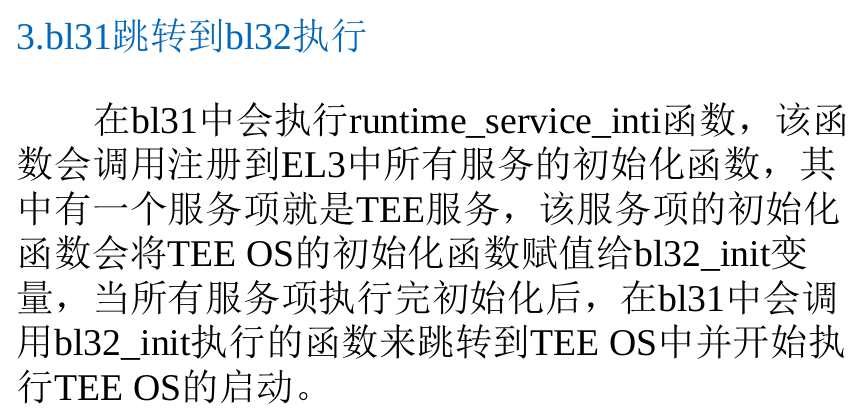 3.bl31跳转到bl32执行
在bl31中会执行runtime_service_inti函数，该函
数会调用注册到EL3中所有服务的初始化函数，其
中有一个服务项就是TEE服务，该服务项的初始化
函数会将TEE OS的初始化函数赋值给bl32_init变
量，当所有服务项执行完初始化后，在bl31中会调
用bl32_init执行的函数来跳转到TEE OS中并开始执
行TEE OS的启动。